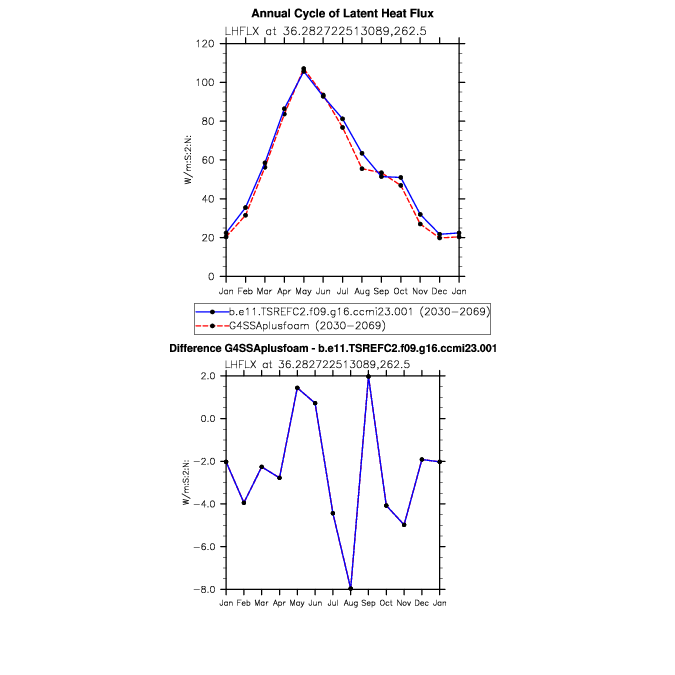 Annual Cycle of Latent Heat Flux
LHFLX at 36.282722513089,262.5
120
100
80
60
40
20
0
W/m:S:2:N:
Jan Feb Mar Apr May Jun Jul Aug Sep Oct Nov Dec Jan
b.e11.TSREFC2.f09.g16.ccmi23.001 (2030-2069)
G4SSAplusfoam (2030-2069)
Difference G4SSAplusfoam - b.e11.TSREFC2.f09.g16.ccmi23.001
LHFLX at 36.282722513089,262.5
2.0
0.0
-2.0
-4.0
-6.0
-8.0
W/m:S:2:N:
Jan Feb Mar Apr May Jun Jul Aug Sep Oct Nov Dec Jan